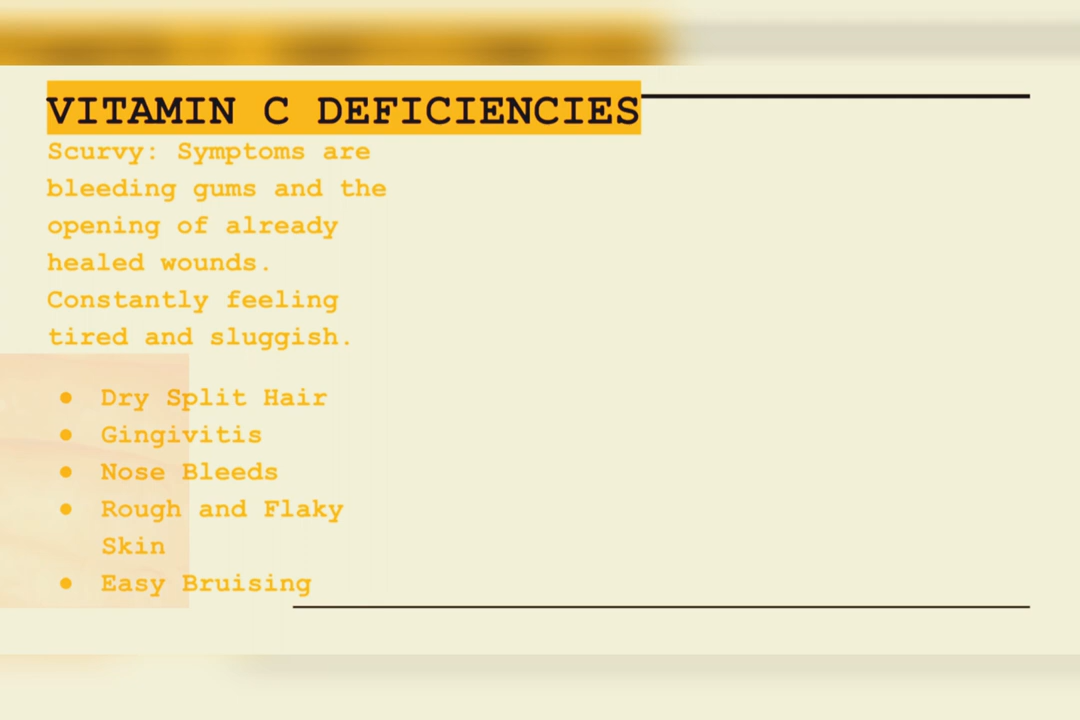 VITAMIN C DEFICIENCIES
Scurvy: Symptoms are
bleeding gums and the
opening of already
healed wounds.
Constantly feeling
tired and sluggish.
● Dry Split Hair
● Gingivitis
● Nose Bleeds
● Rough and Flaky
Skin
● Easy Bruising